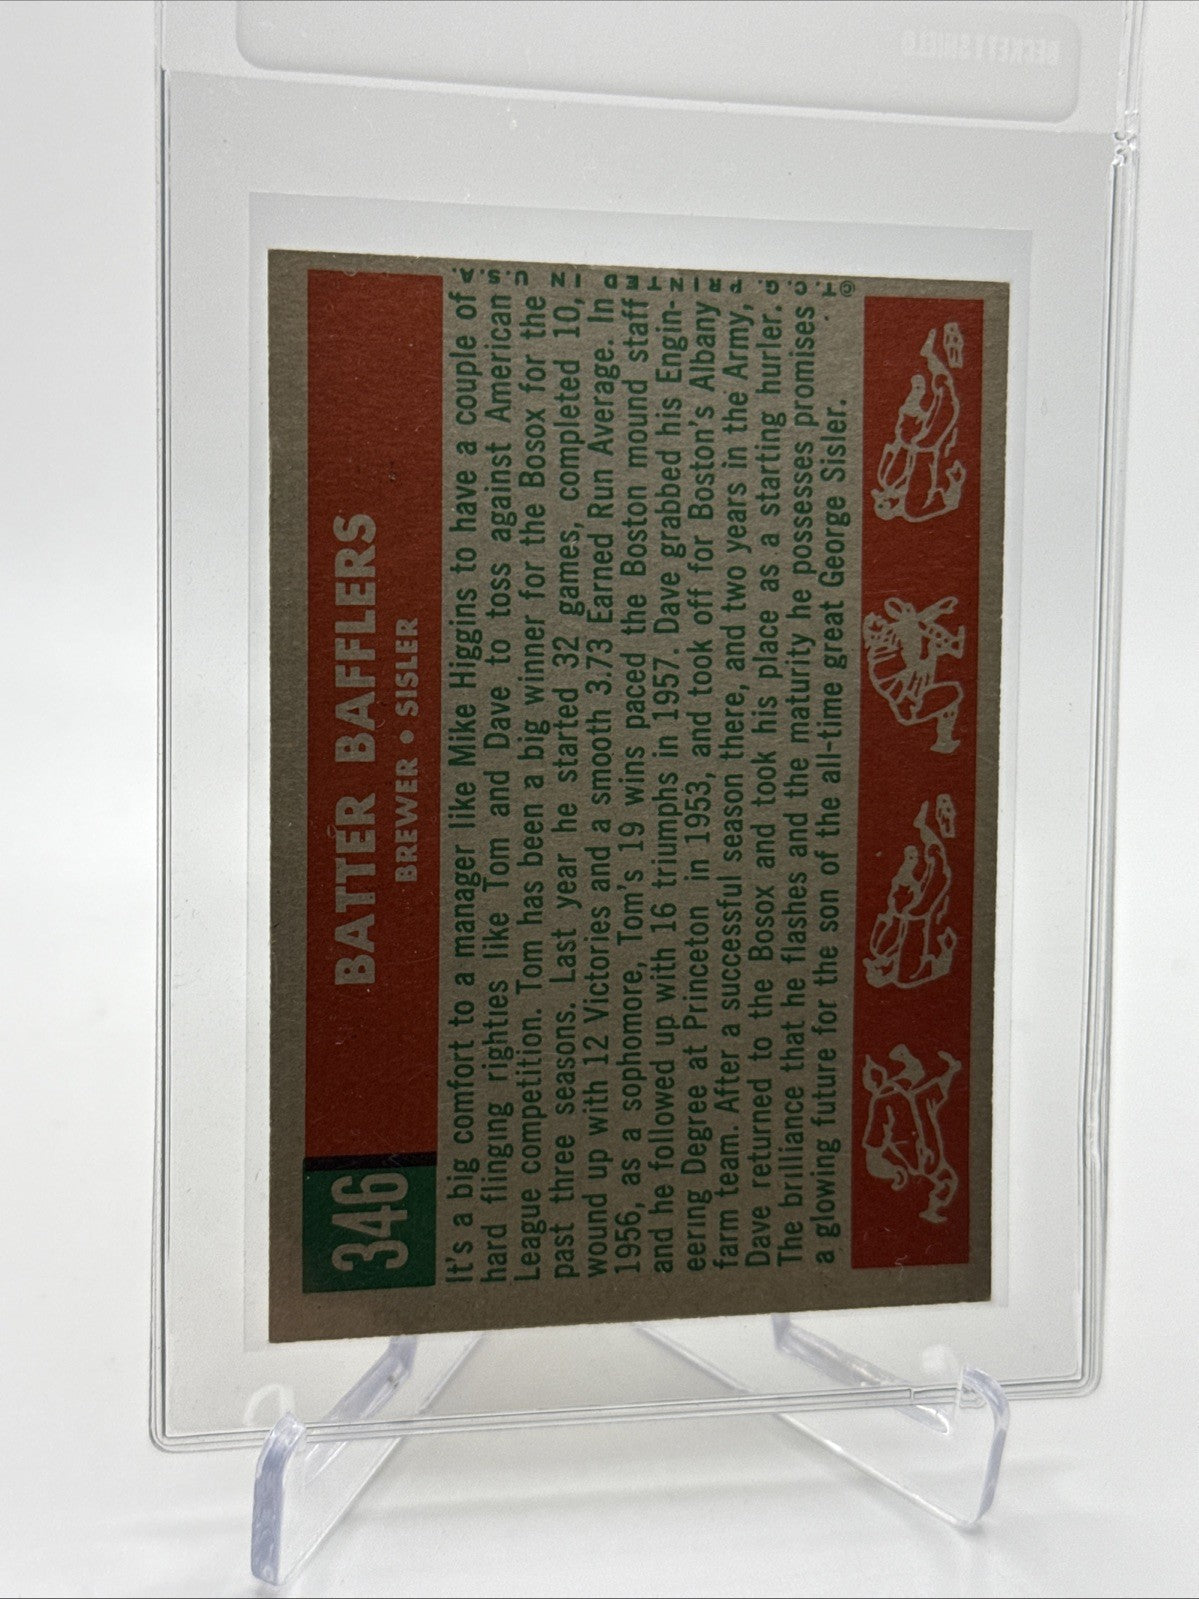 346
BATTER BAFFLERS
BREWER • SISLER
It's a big comfort to a manager like Mike Higgins to have a couple of
hard flinging righties like Tom and Dave to toss against American
League competition. Tom has been a big winner for the Bosox for the
past three seasons. Last year he started 32 games, completed 10,
wound up with 12 Victories and a smooth 3.73 Earned Run Average. In
1956, as a sophomore, Tom's 19 wins paced the Boston mound staff
and he followed up with 16 triumphs in 1957. Dave grabbed his Engin-
eering Degree at Princeton in 1953, and took off for Boston's Albany
farm team. After a successful season there, and two years in the Army,
Dave returned to the Bosox and took his place as a starting hurler.
The brilliance that he flashes and the maturity he possesses promises
a glowing future for the son of the all-time great George Sisler.
© T.C.G. PRINTED IN U.S.A.
BECKETT SHIELD